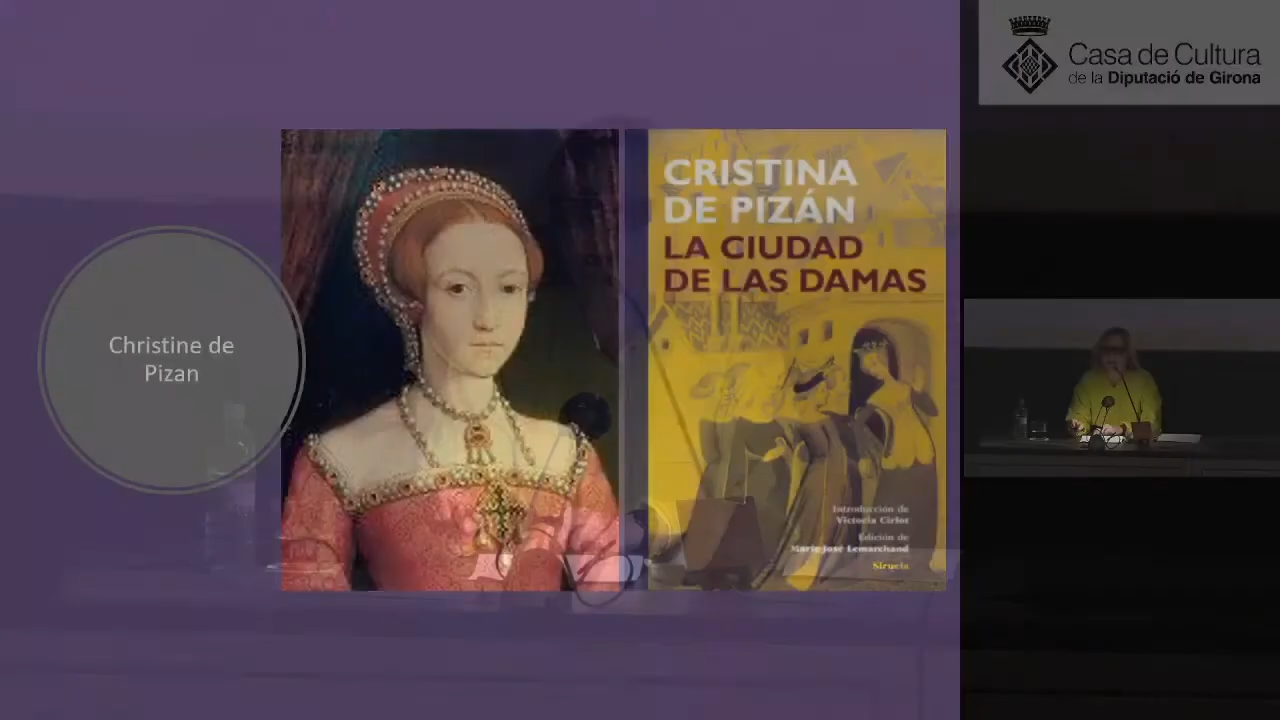 Casa de Cultura
de la Diputació de Girona
Christine de
Pizan
CRISTINA
DE PIZÁN
LA CIUDAD
DE LAS DAMAS
Introducción de
Victoria Cirlot
Edición de
Marie-José Lemarchand
Siruela